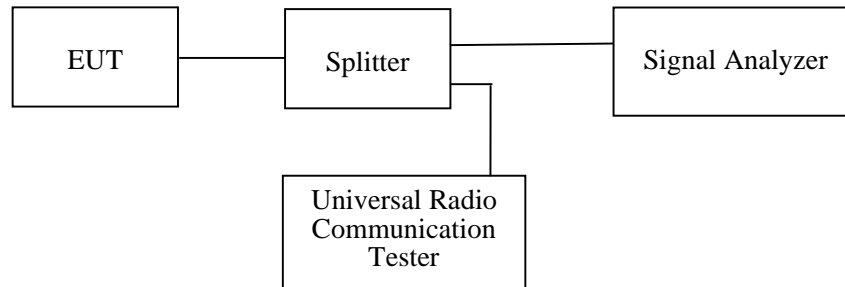 EUT
Splitter
Signal Analyzer
Universal Radio
Communication
Tester